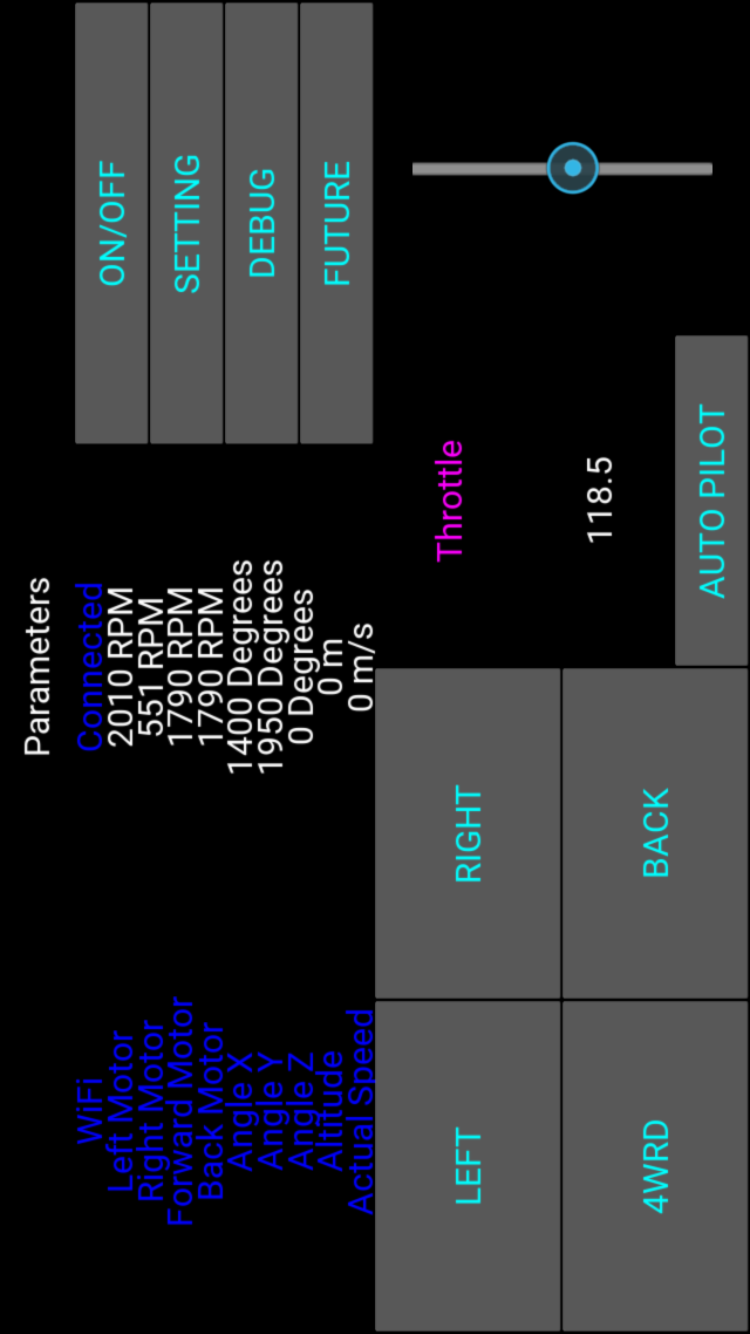 Parameters
WiFi Connected
Left Motor 2010 RPM
Right Motor 551 RPM
Forward Motor 1790 RPM
Back Motor 1790 RPM
Angle X 1400 Degrees
Angle Y 1950 Degrees
Angle Z 0 Degrees
Altitude 0 m
Actual Speed 0 m/s
ON/OFF
SETTING
DEBUG
FUTURE
LEFT RIGHT
4WRD BACK
Throttle
118.5
AUTO PILOT